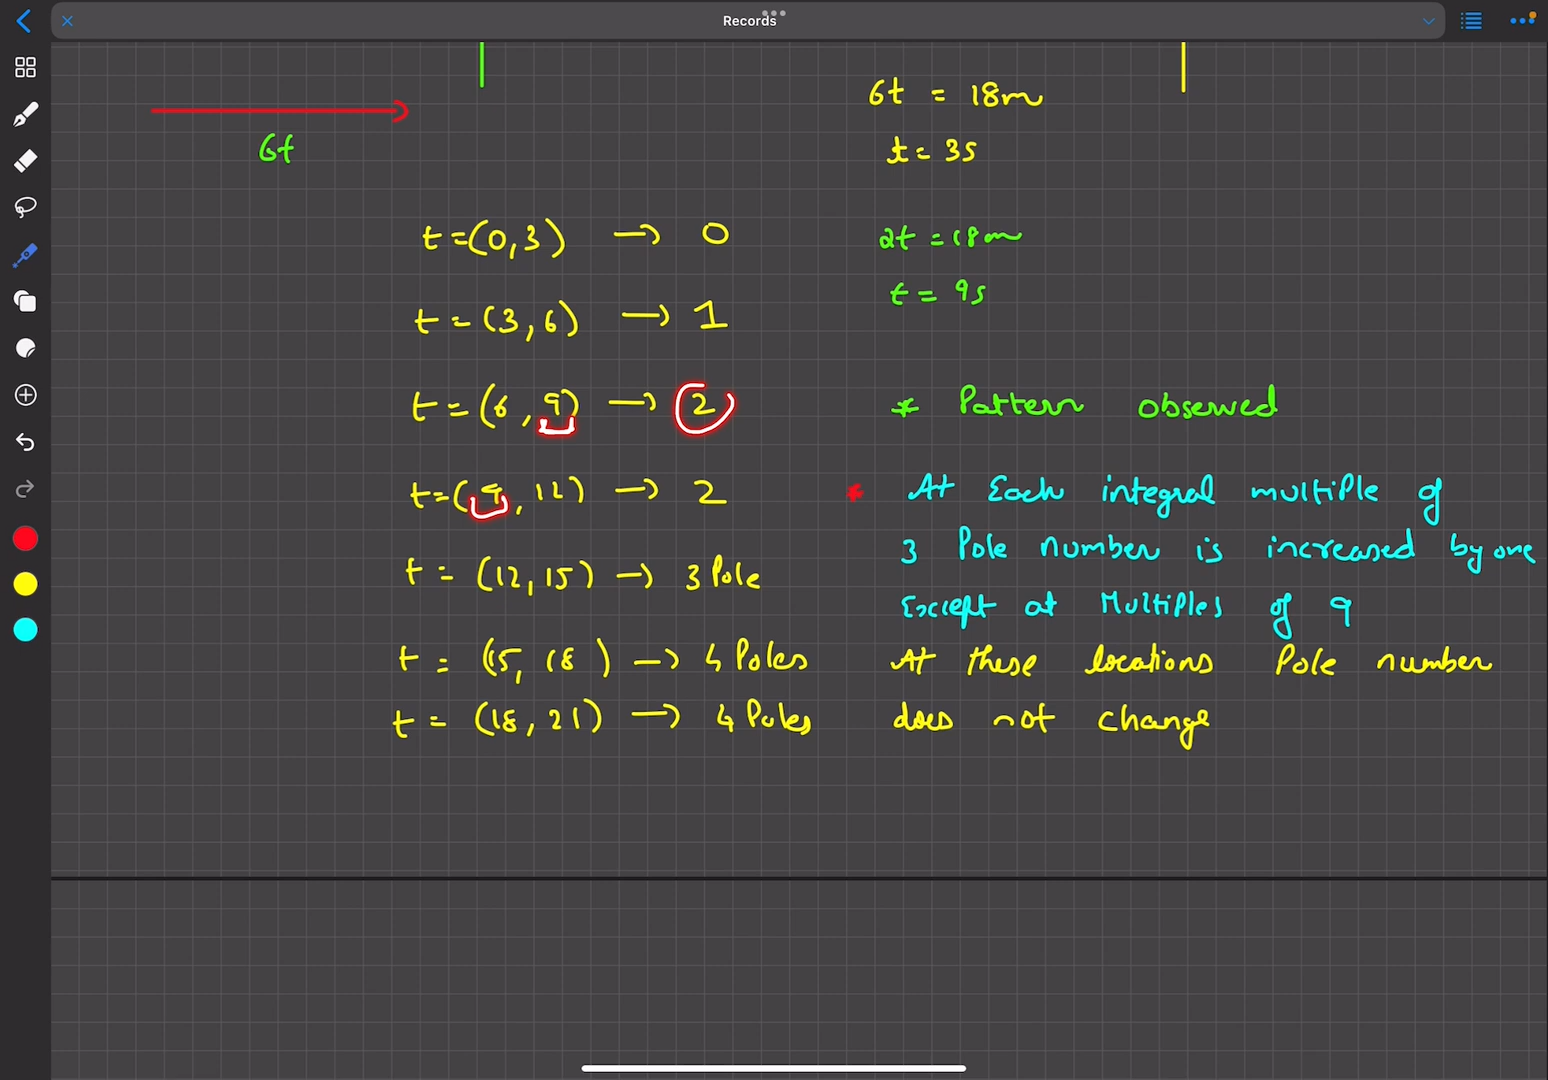 Records
6t = 18m
6t
t = 3s
t =(0,3) → 0
2t = 18m
t = 9s
t = (3,6) → 1
t = (6,9) → 2
* Pattern observed
t=(9,12) → 2
* At Each integral multiple of
3 Pole number is increased by one
Except at Multiples of 9
t = (12,15) → 3 Pole
t = (15, 18) → 4 Poles
At these locations Pole number
does not change
t = (18,21) → 4 Poles